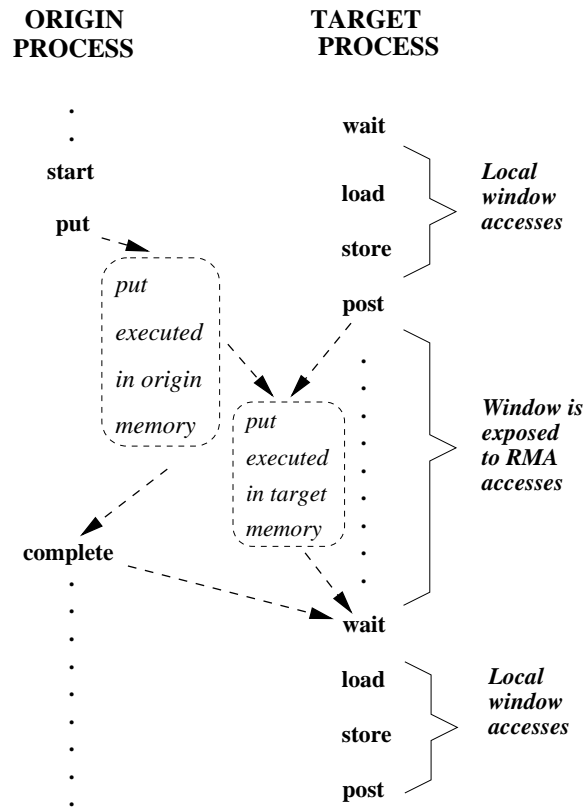 ORIGIN
PROCESS
TARGET
PROCESS
wait
start
load
Local
window
accesses
put
store
put
executed
in origin
memory
post
put
executed
in target
memory
Window is
exposed
to RMA
accesses
complete
wait
load
store
post
Local
window
accesses